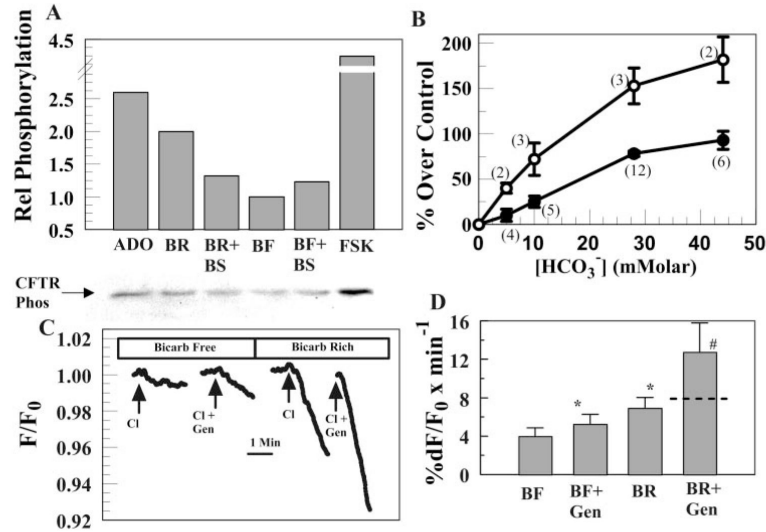 A
4.5
2.5
2.0
1.5
1.0
0.5
Rel Phosphorylation
ADO BR BR+ BF BF+ FSK
BS BS
CFTR
Phos
B
200
150
100
50
0
% Over Control
(2)
(3)
(3)
(2)
(4)
(5)
(12)
(6)
0 10 20 30 40 50
[HCO3-] (mMolar)
C
1.02
1.00
0.98
0.96
0.94
0.92
F/F0
Bicarb Free Bicarb Rich
Cl
Cl +
Gen
Cl
Cl +
Gen
1 Min
D
16
12
8
4
0
%dF/F0 x min-1
* * #
BF BF+ BR BR+
Gen Gen